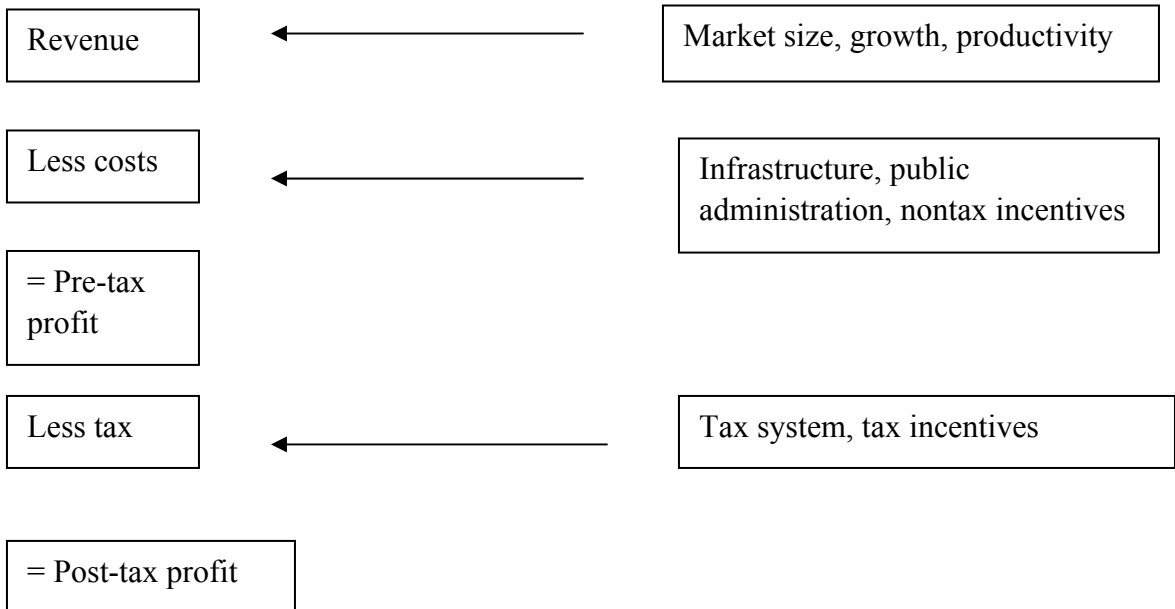 Revenue
Market size, growth, productivity
Less costs
Infrastructure, public
administration, nontax incentives
= Pre-tax
profit
Less tax
Tax system, tax incentives
= Post-tax profit